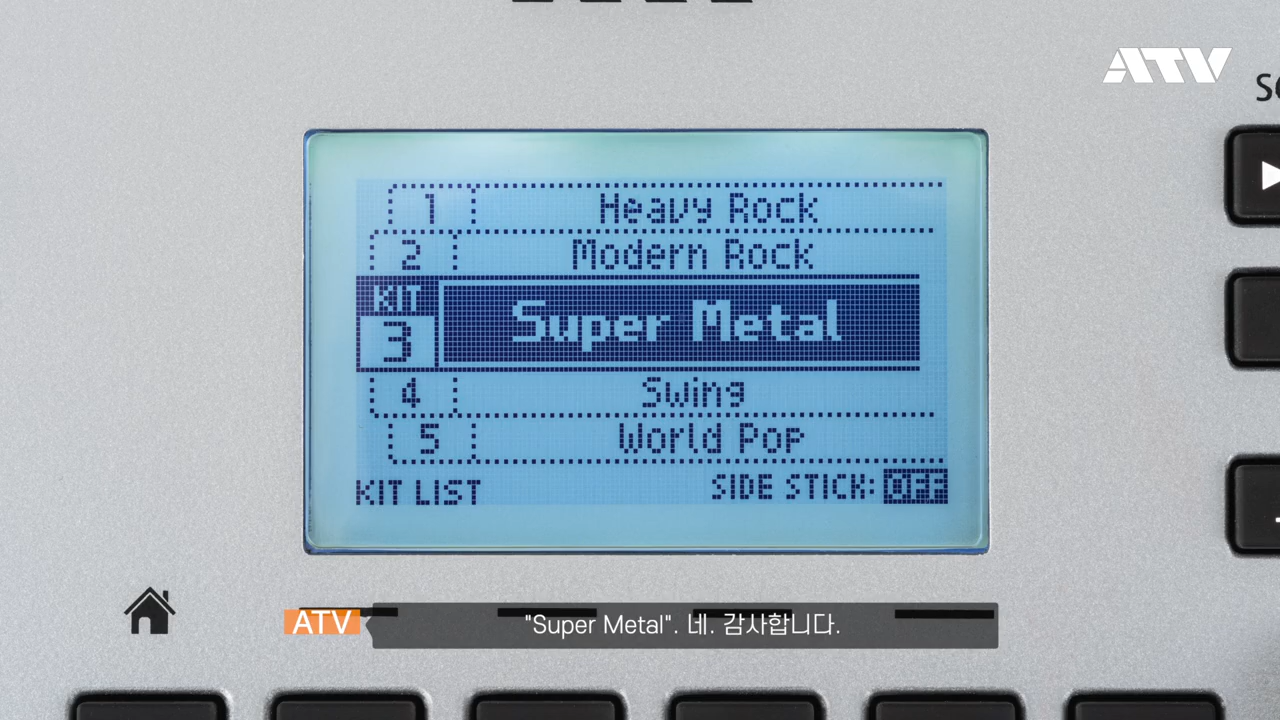 ATV
1 Heavy Rock
2 Modern Rock
KIT
3 Super Metal
4 Swing
5 World Pop
KIT LIST SIDE STICK: OFF
ATV "Super Metal". 네. 감사합니다.